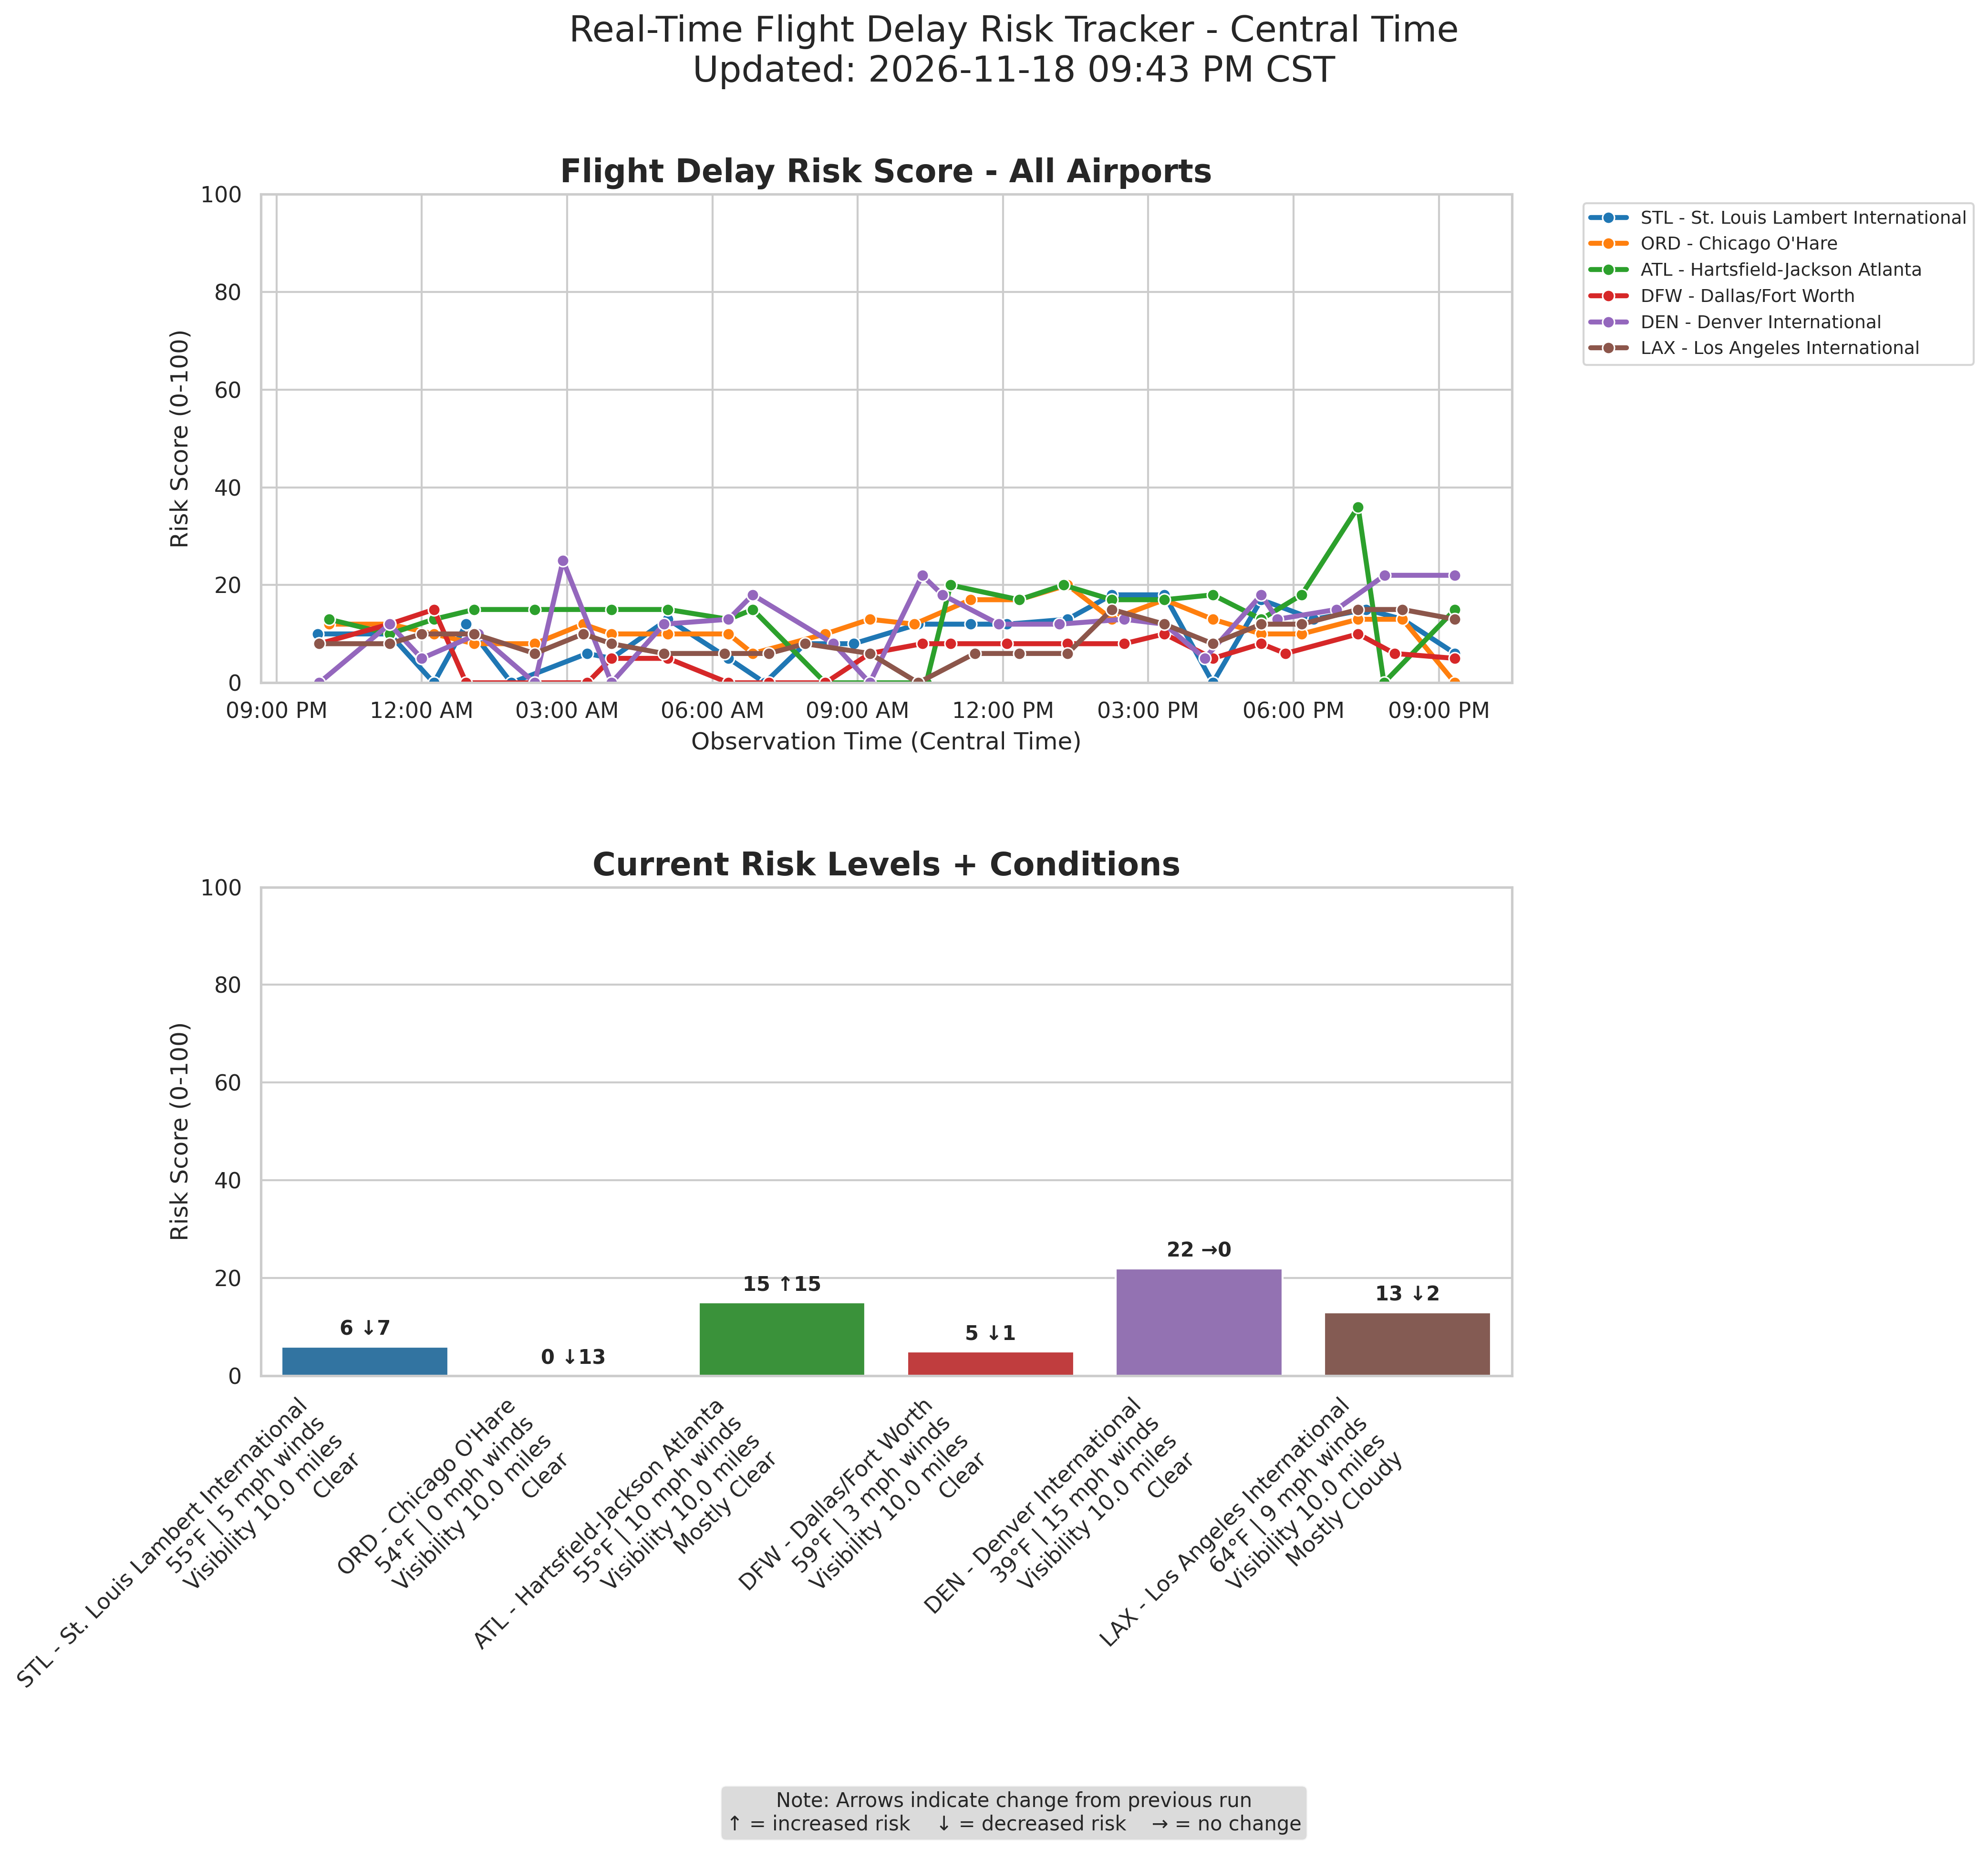 Real-Time Flight Delay Risk Tracker - Central Time
Updated: 2026-11-18 09:43 PM CST
Flight Delay Risk Score - All Airports
Risk Score (0-100)
100
80
60
40
20
0
09:00 PM
12:00 AM
03:00 AM
06:00 AM
09:00 AM
12:00 PM
03:00 PM
06:00 PM
09:00 PM
Observation Time (Central Time)
STL - St. Louis Lambert International
ORD - Chicago O'Hare
ATL - Hartsfield-Jackson Atlanta
DFW - Dallas/Fort Worth
DEN - Denver International
LAX - Los Angeles International
Current Risk Levels + Conditions
Risk Score (0-100)
100
80
60
40
20
0
6 ↓7
0 ↓13
15 ↑15
5 ↓1
22 →0
13 ↓2
STL - St. Louis Lambert International
55°F | 5 mph winds
Visibility 10.0 miles
Clear
ORD - Chicago O'Hare
54°F | 0 mph winds
Visibility 10.0 miles
Clear
ATL - Hartsfield-Jackson Atlanta
55°F | 10 mph winds
Visibility 10.0 miles
Mostly Clear
DFW - Dallas/Fort Worth
59°F | 3 mph winds
Visibility 10.0 miles
Clear
DEN - Denver International
39°F | 15 mph winds
Visibility 10.0 miles
Clear
LAX - Los Angeles International
64°F | 9 mph winds
Visibility 10.0 miles
Mostly Cloudy
Note: Arrows indicate change from previous run
↑ = increased risk    ↓ = decreased risk    → = no change